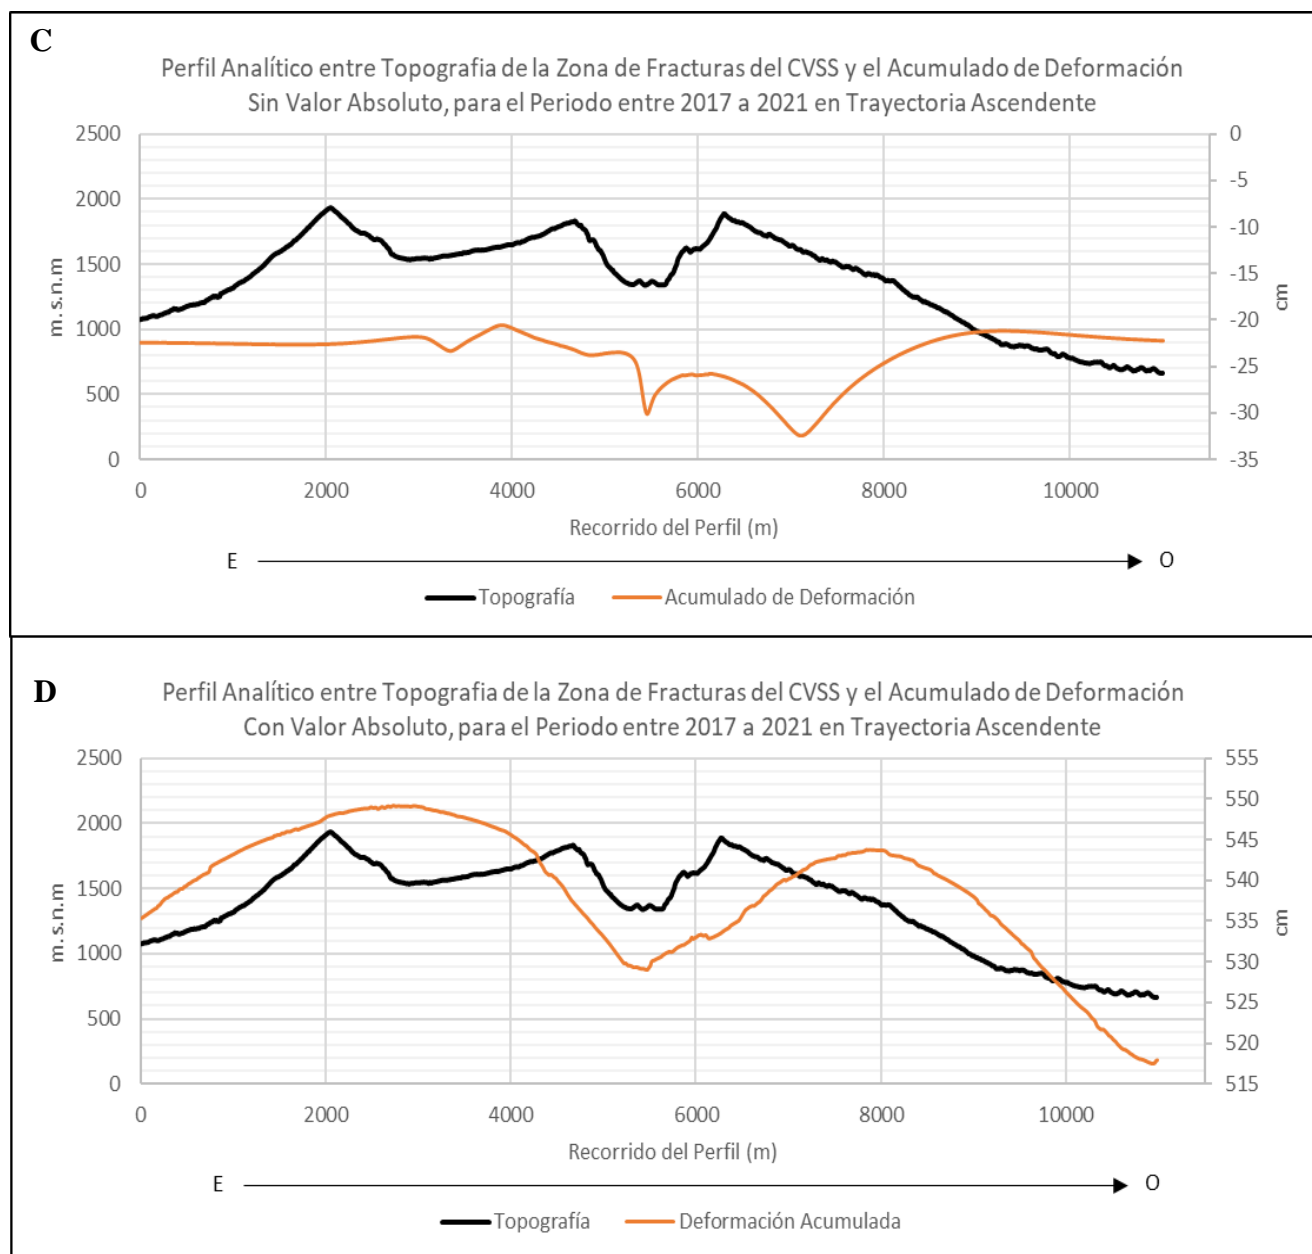 C
Perfil Analítico entre Topografia de la Zona de Fracturas del CVSS y el Acumulado de Deformación
Sin Valor Absoluto, para el Periodo entre 2017 a 2021 en Trayectoria Ascendente
2500
2000
1500
1000
500
0
m. s.n.m
0
-5
-10
-15
-20
-25
-30
-35
cm
0 2000 4000 6000 8000 10000
Recorrido del Perfil (m)
E O
Topografía Acumulado de Deformación
D
Perfil Analítico entre Topografia de la Zona de Fracturas del CVSS y el Acumulado de Deformación
Con Valor Absoluto, para el Periodo entre 2017 a 2021 en Trayectoria Ascendente
2500
2000
1500
1000
500
0
m. s.n.m
555
550
545
540
535
530
525
520
515
cm
0 2000 4000 6000 8000 10000
Recorrido del Perfil (m)
E O
Topografía Deformación Acumulada